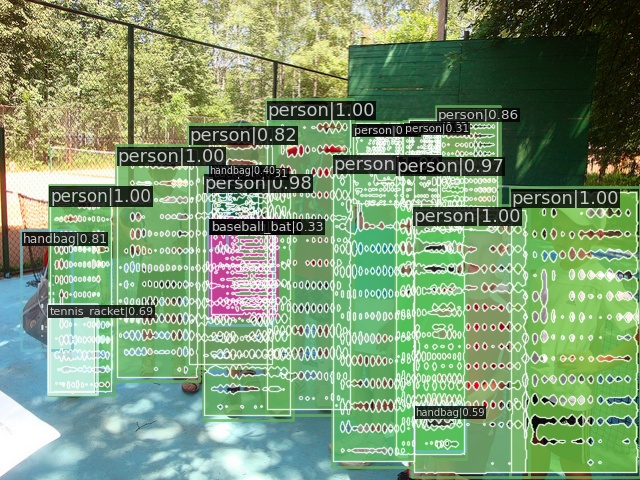 person|1.00
person|0.86
person|0.82
person|0.31
person|1.00
person
person|0.97
handbag|0.40
person|0.98
person|1.00
person|1.00
person|1.00
baseball_bat|0.33
handbag|0.81
tennis_racket|0.69
handbag|0.59